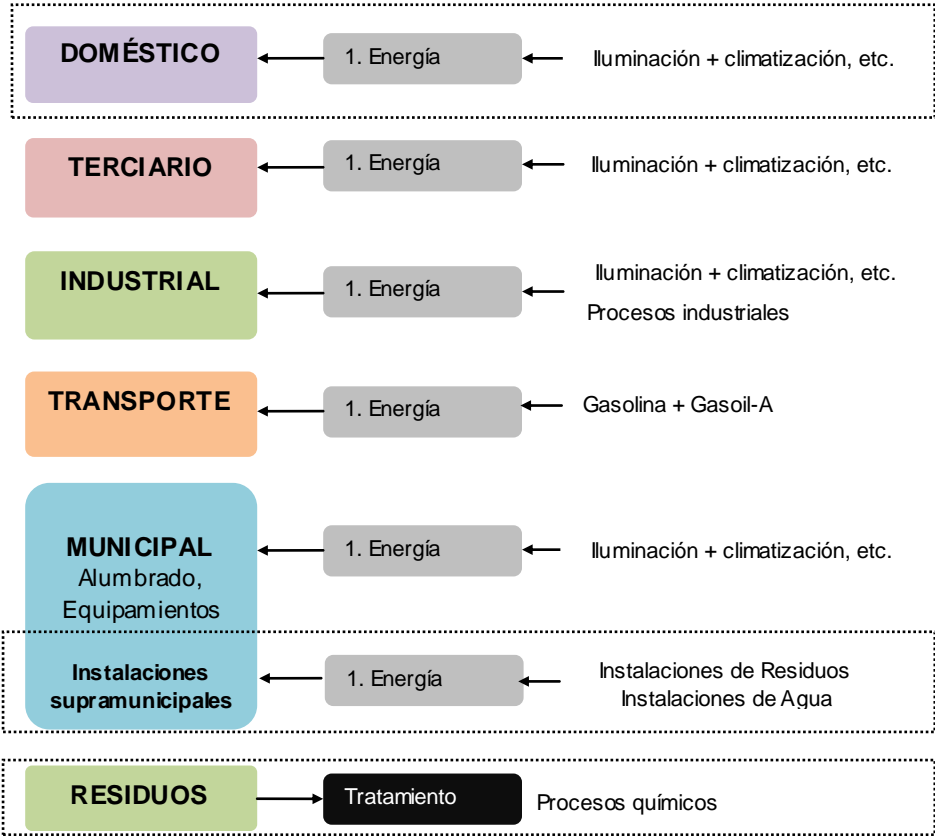 DOMÉSTICO
1. Energía
Iluminación + climatización, etc.
TERCIARIO
1. Energía
Iluminación + climatización, etc.
INDUSTRIAL
1. Energía
Iluminación + climatización, etc.
Procesos industriales
TRANSPORTE
1. Energía
Gasolina + Gasoil-A
MUNICIPAL
Alumbrado,
Equipamientos
1. Energía
Iluminación + climatización, etc.
Instalaciones
supramunicipales
1. Energía
Instalaciones de Residuos
Instalaciones de Agua
RESIDUOS
Tratamiento
Procesos químicos